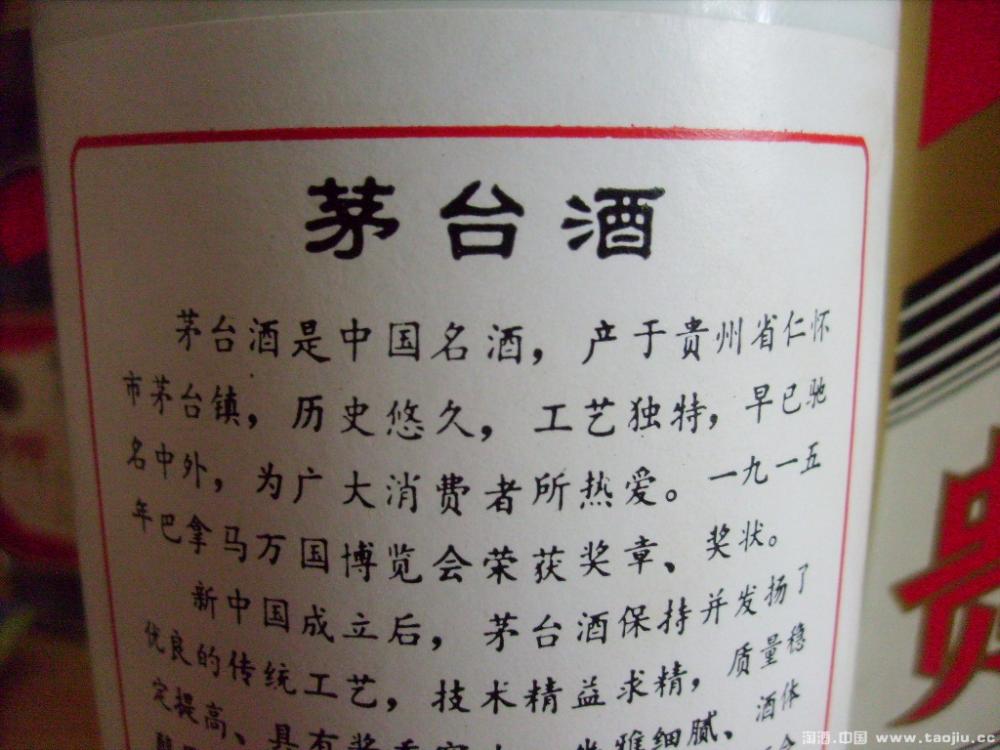 茅台酒
茅台酒是中国名酒，产于贵州省仁怀
市茅台镇，历史悠久，工艺独特，早已驰
名中外，为广大消费者所热爱。一九一五
年巴拿马万国博览会荣获奖章、奖状。
新中国成立后，茅台酒保持并发扬了
优良的传统工艺，技术精益求精，质量稳
定提高、具有酱香突出、幽雅细腻、酒体
贵
淘酒.中国 www.taojiu.cc